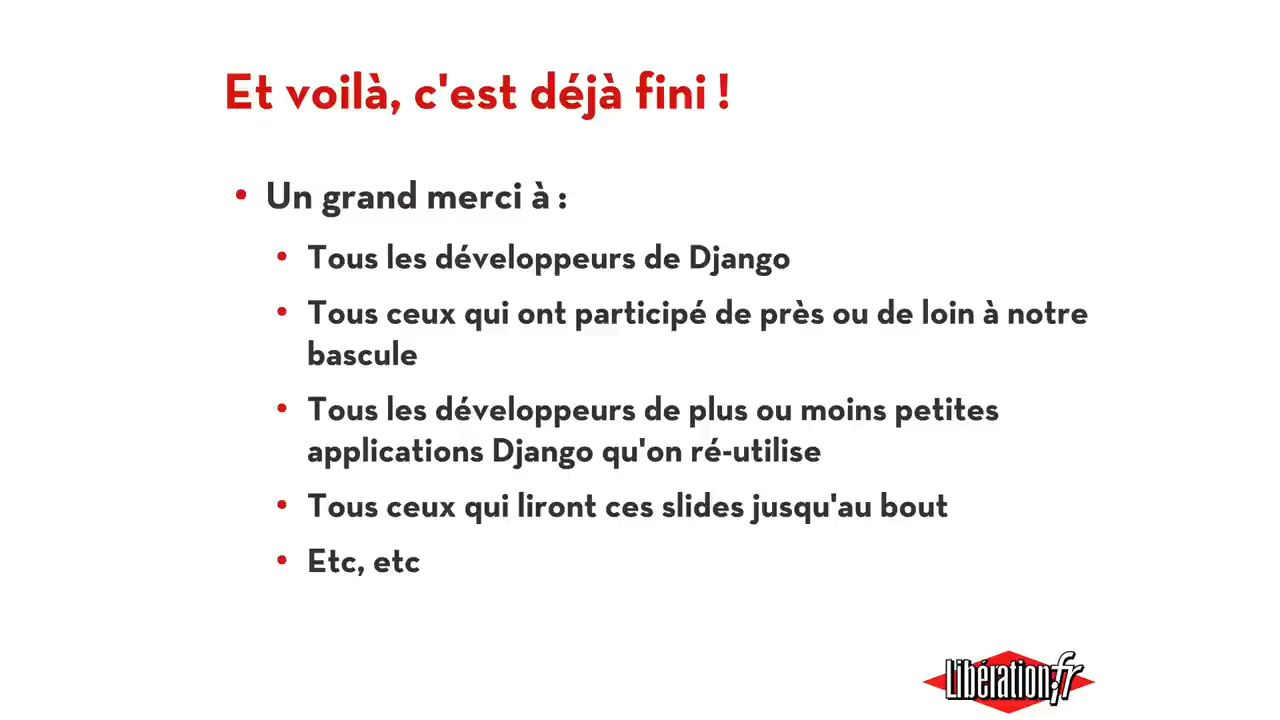 Et voilà, c'est déjà fini !
• Un grand merci à :
• Tous les développeurs de Django
• Tous ceux qui ont participé de près ou de loin à notre
bascule
• Tous les développeurs de plus ou moins petites
applications Django qu'on ré-utilise
• Tous ceux qui liront ces slides jusqu'au bout
• Etc, etc
Libération.fr